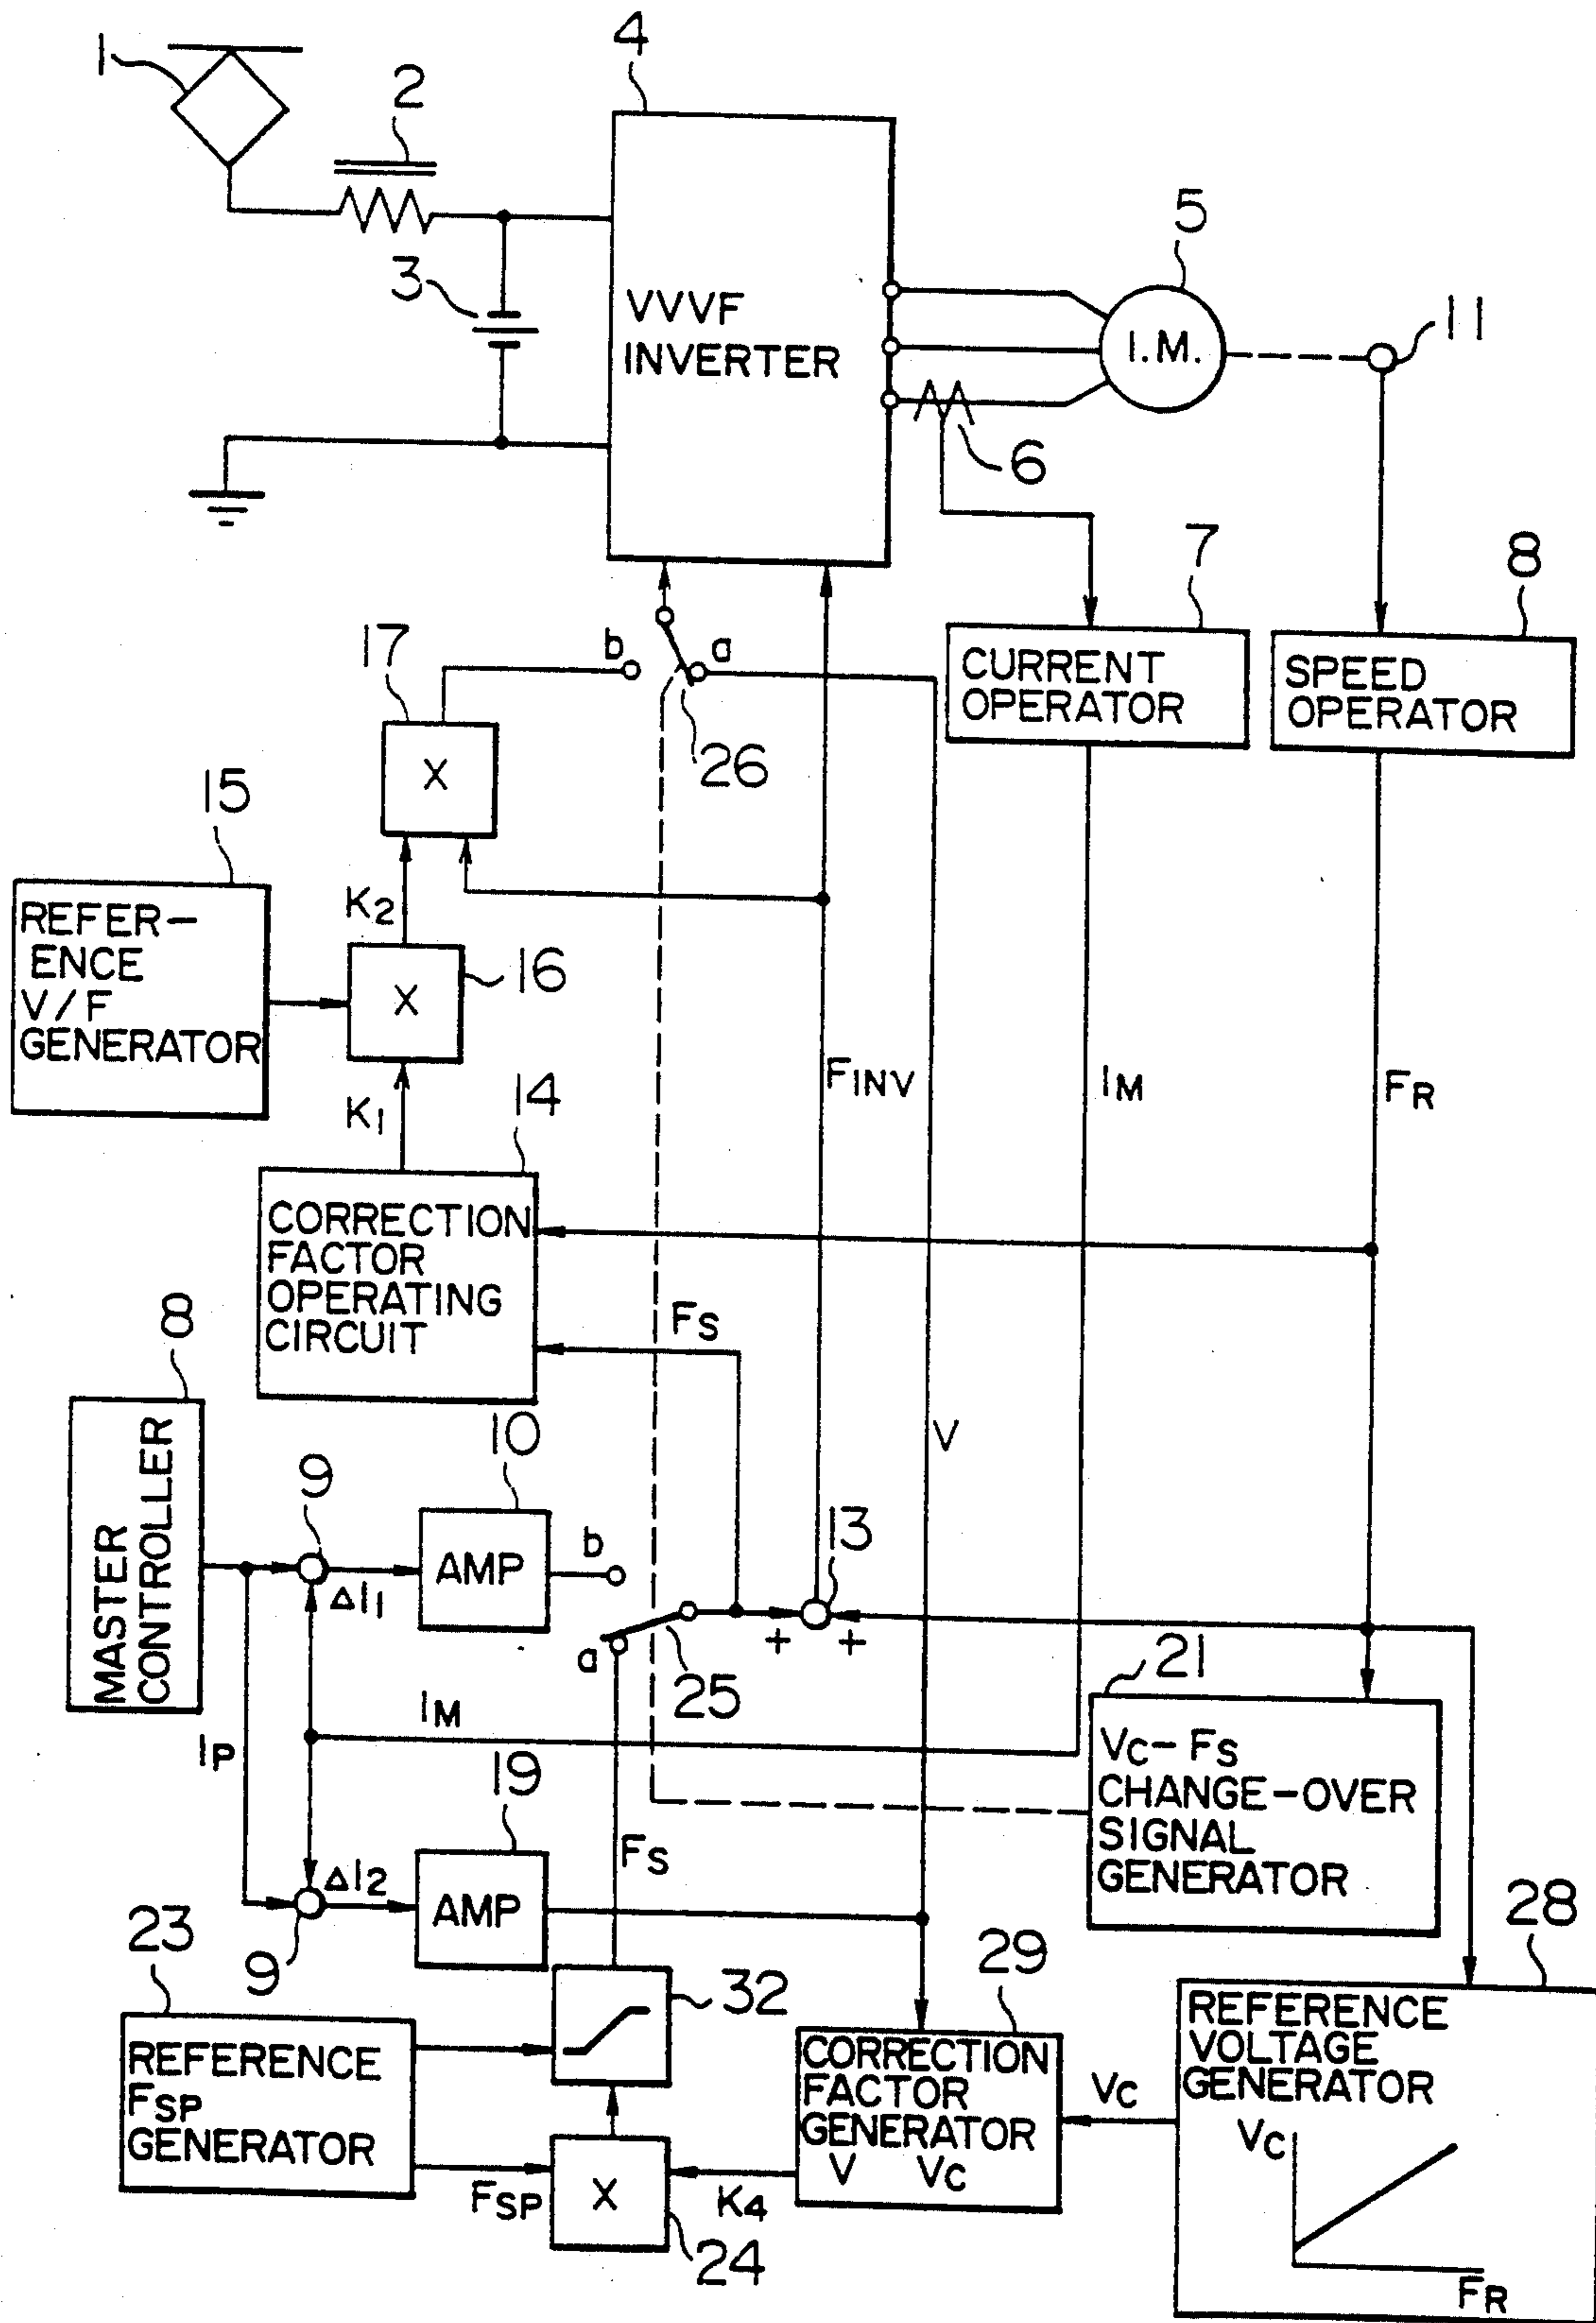 1
2
3
4
VVVF
INVERTER
5
I.M.
11
6
7
CURRENT
OPERATOR
8
SPEED
OPERATOR
b
a
26
17
X
15
REFER-
ENCE
V/F
GENERATOR
K2
X
16
K1
14
CORRECTION
FACTOR
OPERATING
CIRCUIT
FINV
IM
FR
FS
V
8
MASTER
CONTROLLER
9
ΔI1
10
AMP
b
a
25
+
+
13
21
VC-FS
CHANGE-OVER
SIGNAL
GENERATOR
IP
IM
19
AMP
ΔI2
9
FS
23
REFERENCE
FSP
GENERATOR
32
FSP
X
24
K4
29
CORRECTION
FACTOR
GENERATOR
V VC
VC
28
REFERENCE
VOLTAGE
GENERATOR
VC
FR